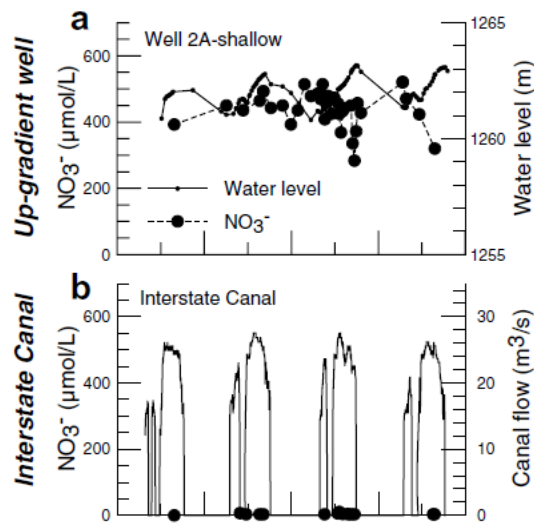 a
Well 2A-shallow
Up-gradient well
NO3- (µmol/L)
600
400
200
0
Water level
NO3-
1265
1260
1255
Water level (m)
b
Interstate Canal
Interstate Canal
NO3- (µmol/L)
600
400
200
0
30
20
10
0
Canal flow (m3/s)